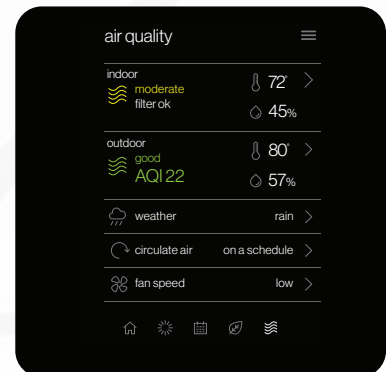 air quality
indoor
moderate
filter ok
72°
45%
outdoor
good
AQI 22
80°
57%
weather rain
circulate air on a schedule
fan speed low